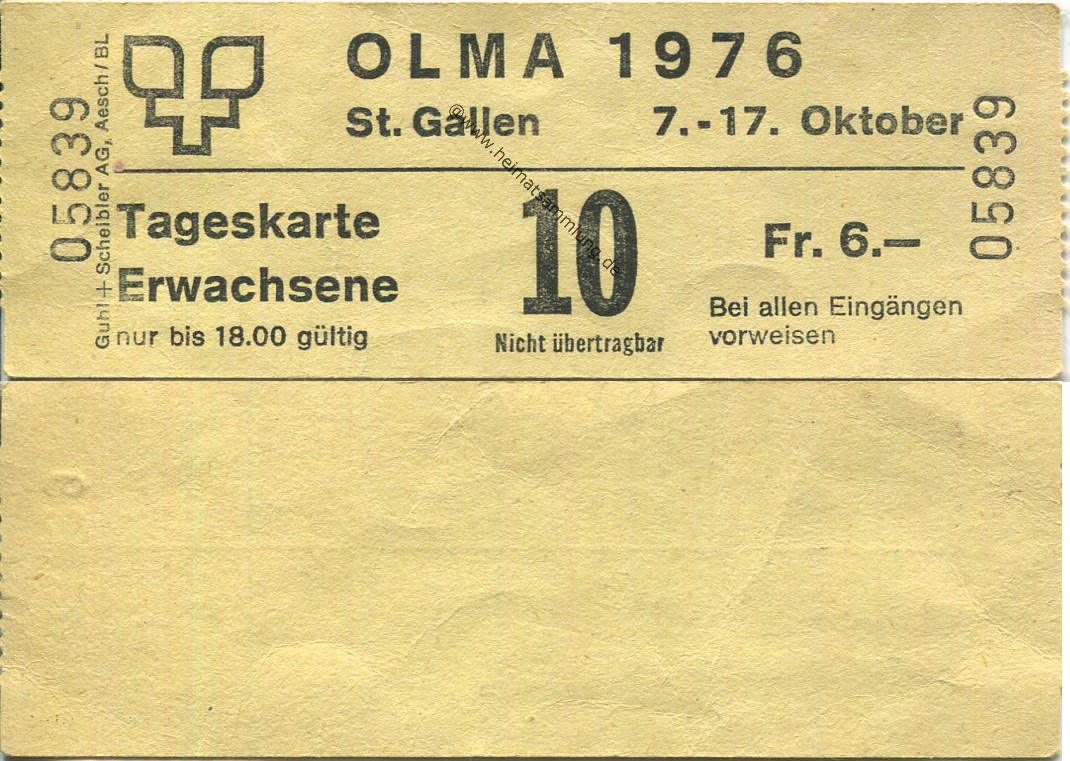 OLMA 1976
St. Gallen 7.-17. Oktober
05839
Guhl + Scheibler AG, Aesch/BL
Tageskarte
Erwachsene
nur bis 18.00 gültig
10
Nicht übertragbar
Fr. 6.—
Bei allen Eingängen
vorweisen
05839
©www.heimatsammlung.de